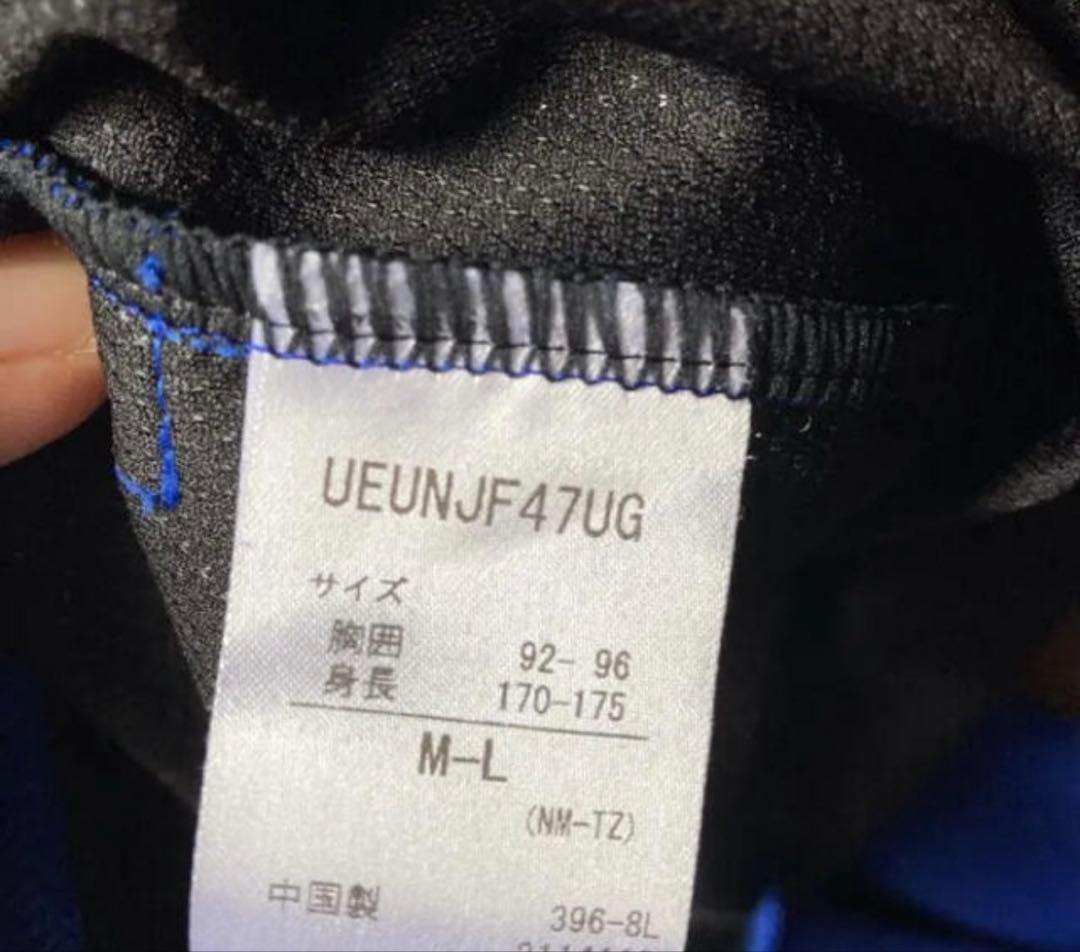 UEUNJF47UG
サイズ
胸囲 92- 96
身長 170-175
M-L
(NM-TZ)
中国製 396-8L